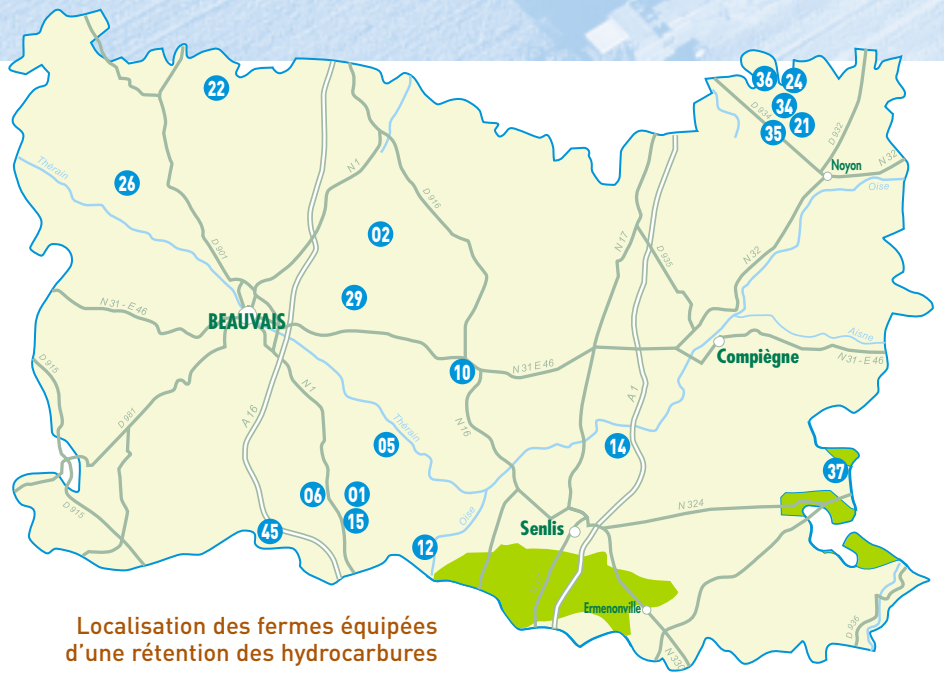 22
36
24
34
35
21
D 934
D 932
Noyon
N 32
Oise
Thérain
26
N 1
D 916
02
N 17
D 935
N 32
D 901
29
N 31 - E 46
BEAUVAIS
Aisne
Compiègne
N 31 - E 46
D 915
D 981
A 16
N 1
10
N 31 E 46
A 1
Thérain
N 16
05
14
37
06
01
15
N 324
D 915
45
Oise
12
Senlis
Ermenonville
N 330
D 936
Localisation des fermes équipées
d'une rétention des hydrocarbures